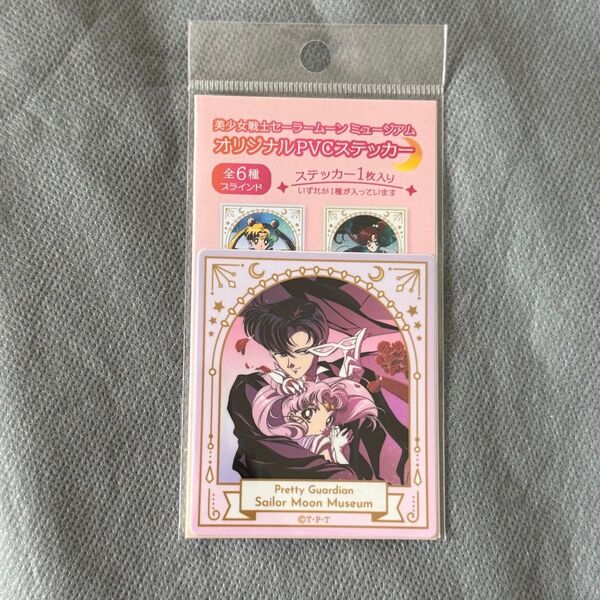 美少女戦士セーラームーン ミュージアム
オリジナルPVCステッカー
全6種
ブラインド
ステッカー1枚入り
いずれか1種が入っています
Pretty Guardian
Sailor Moon Museum
©T・P・T